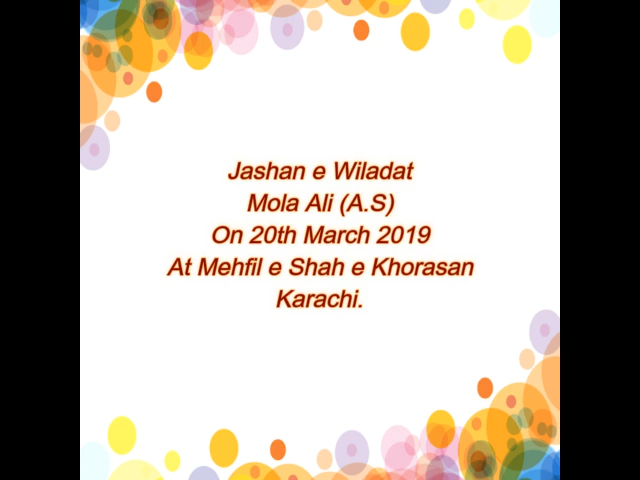 Jashan e Wiladat
Mola Ali (A.S)
On 20th March 2019
At Mehfil e Shah e Khorasan
Karachi.